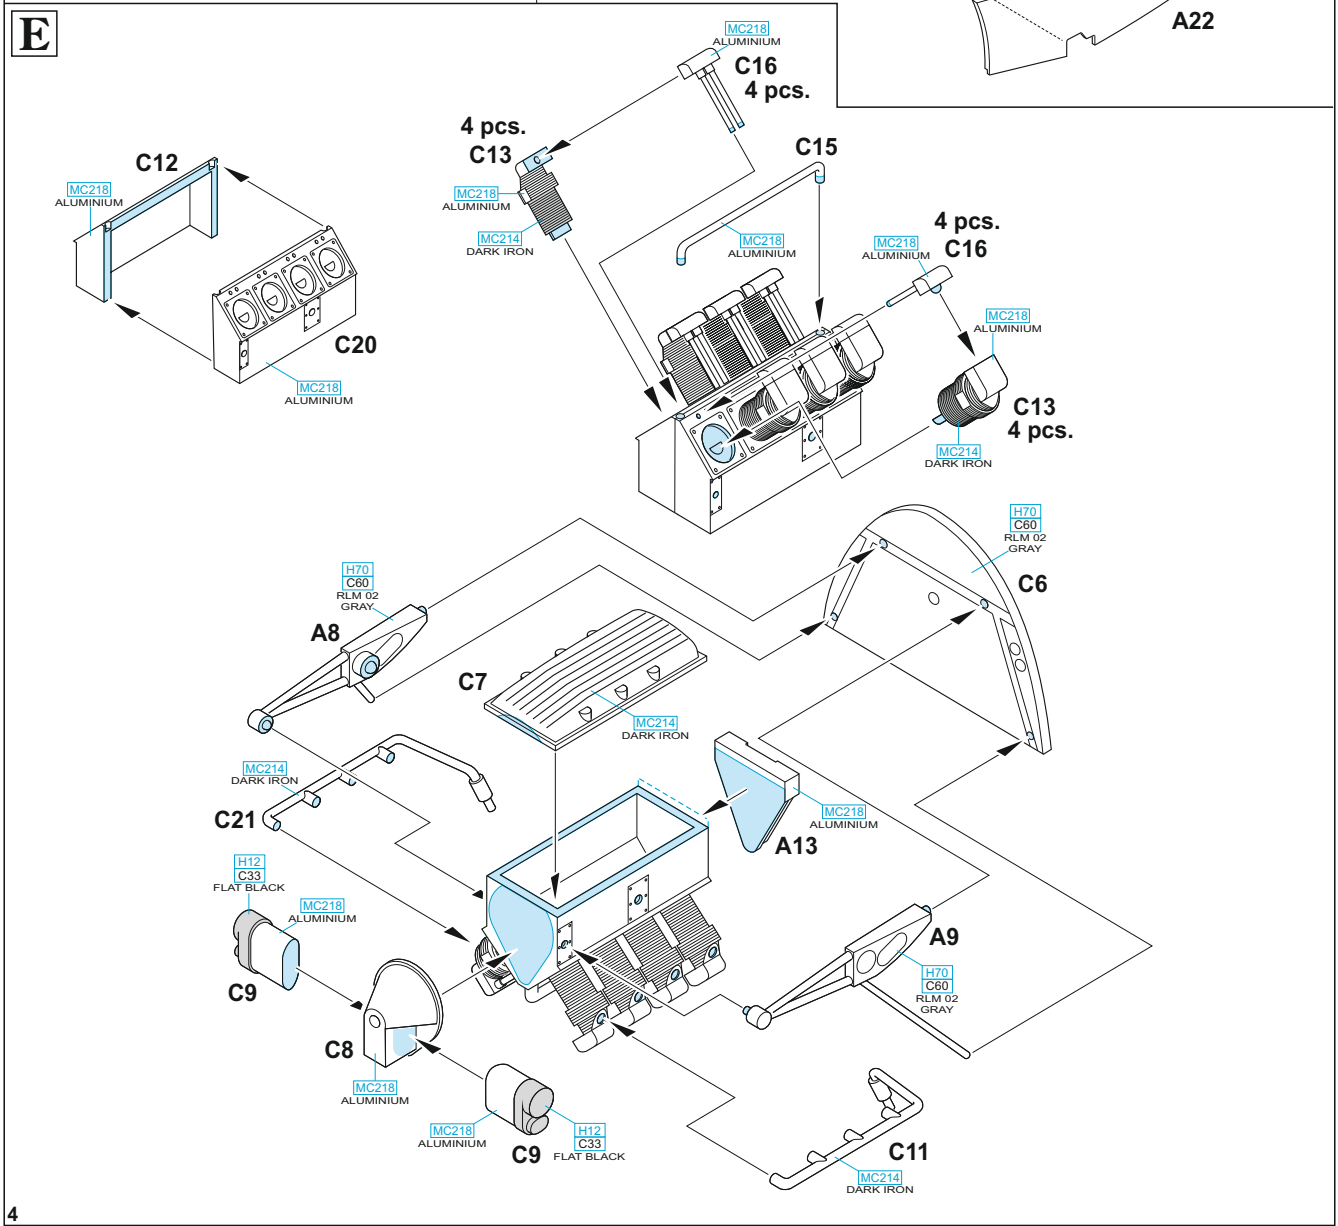 E
A22
MC218
ALUMINIUM
C16
4 pcs.
4 pcs.
C13
MC218
ALUMINIUM
MC214
DARK IRON
C15
MC218
ALUMINIUM
C12
MC218
ALUMINIUM
C20
MC218
ALUMINIUM
4 pcs.
C16
MC218
ALUMINIUM
MC218
ALUMINIUM
C13
4 pcs.
MC214
DARK IRON
H70
C60
RLM 02
GRAY
C6
H70
C60
RLM 02
GRAY
A8
C7
MC214
DARK IRON
MC214
DARK IRON
C21
MC218
ALUMINIUM
A13
H12
C33
FLAT BLACK
MC218
ALUMINIUM
C9
A9
H70
C60
RLM 02
GRAY
C8
MC218
ALUMINIUM
MC218
ALUMINIUM
C9
H12
C33
FLAT BLACK
C11
MC214
DARK IRON
4